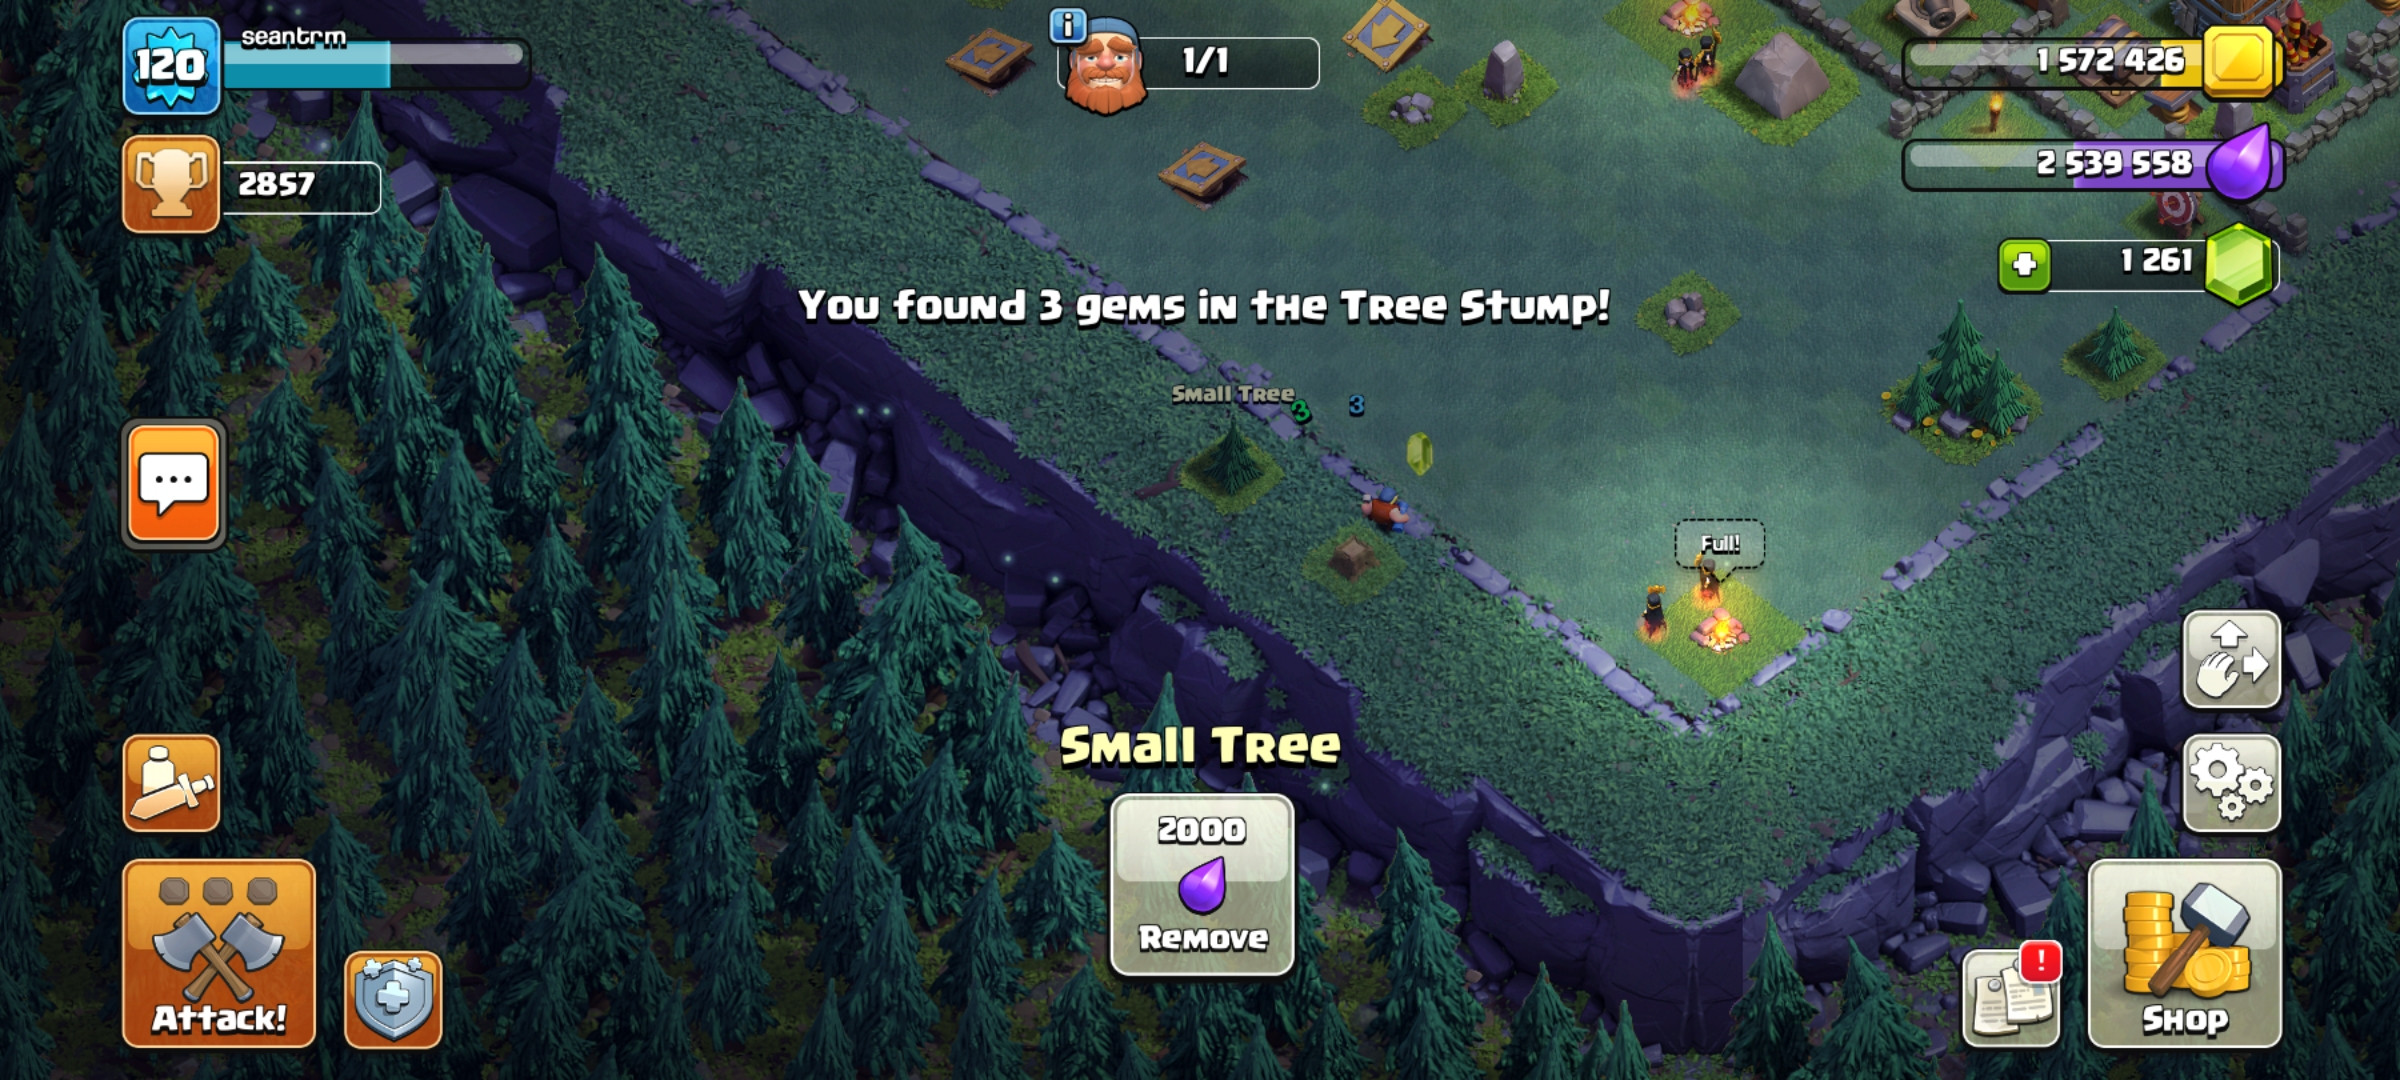 120
seantrm
i
1/1
1 572 426
2857
2 539 558
1 261
You found 3 gems in the Tree Stump!
Small Tree
3
3
Full!
Small Tree
2000
Remove
Attack!
!
Shop